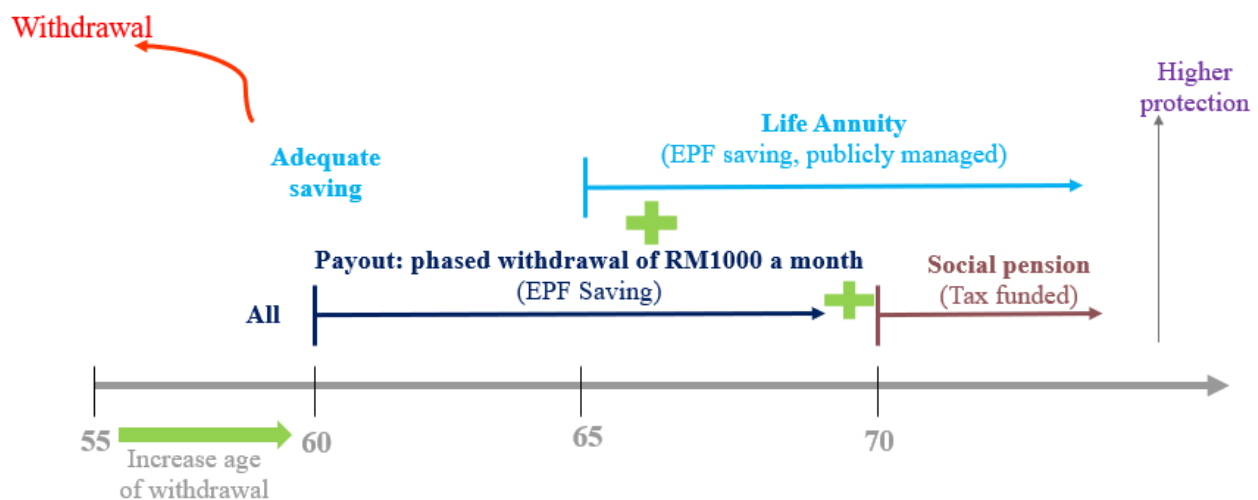 Withdrawal
Higher
protection
Life Annuity
(EPF saving, publicly managed)
Adequate
saving
Payout: phased withdrawal of RM1000 a month
(EPF Saving)
Social pension
(Tax funded)
All
55
60
65
70
Increase age
of withdrawal